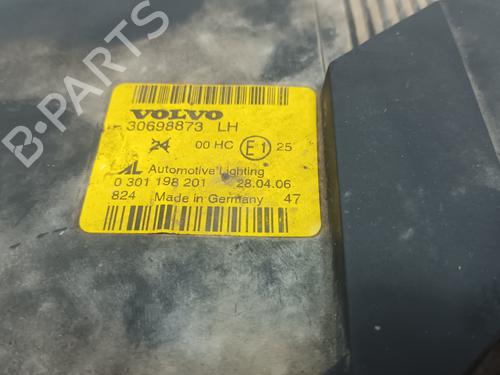 VOLVO
30698873 LH
24 00 HC E1 25
AL Automotive Lighting
0 301 198 201 28.04.06
824 Made in Germany 47
B-PARTS